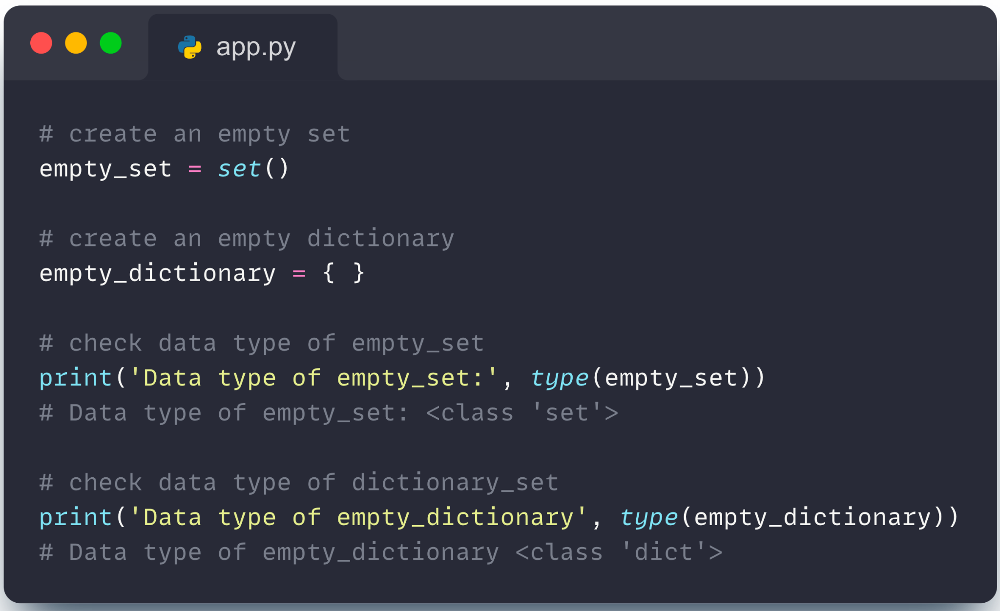 app.py
# create an empty set
empty_set = set()
# create an empty dictionary
empty_dictionary = { }
# check data type of empty_set
print('Data type of empty_set:', type(empty_set))
# Data type of empty_set: <class 'set'>
# check data type of dictionary_set
print('Data type of empty_dictionary', type(empty_dictionary))
# Data type of empty_dictionary <class 'dict'>